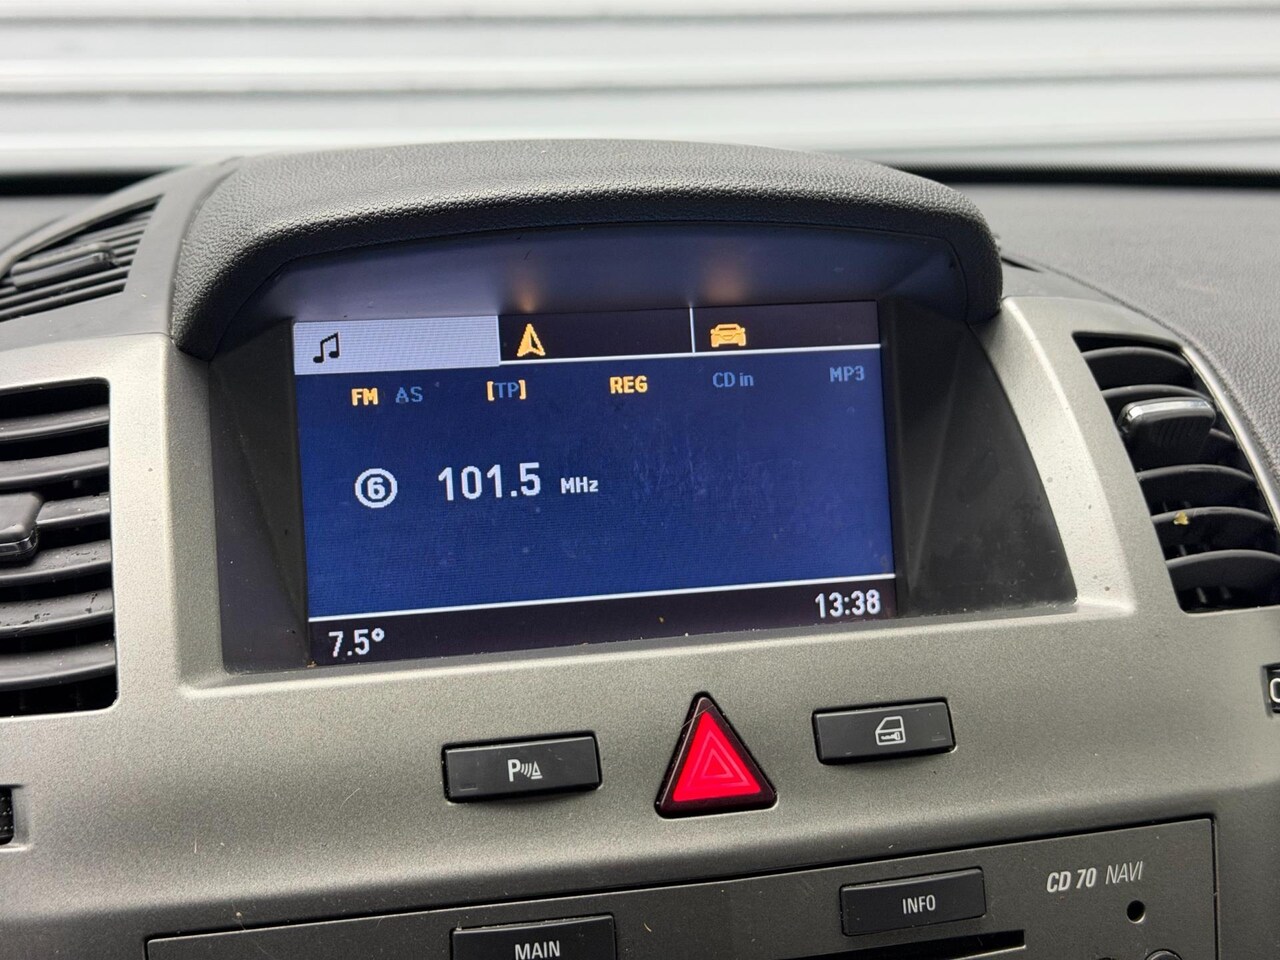 FM AS [TP] REG CD in MP3
6 101.5 MHz
7.5° 13:38
P
CD 70 NAVI
INFO
MAIN